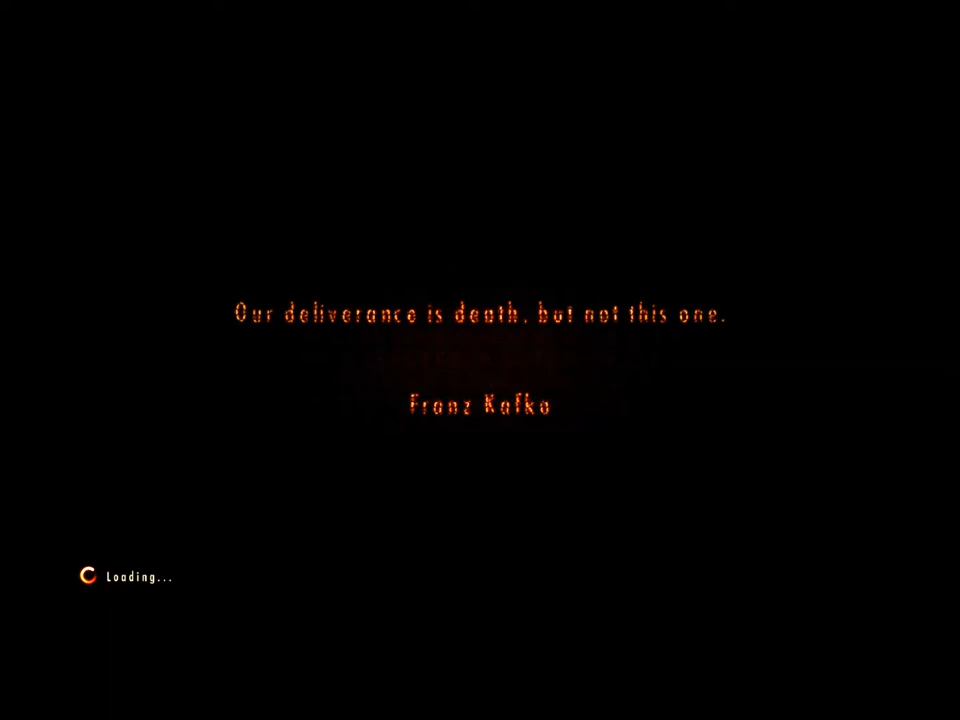 Our deliverance is death, but not this one.
Franz Kafka
Loading...